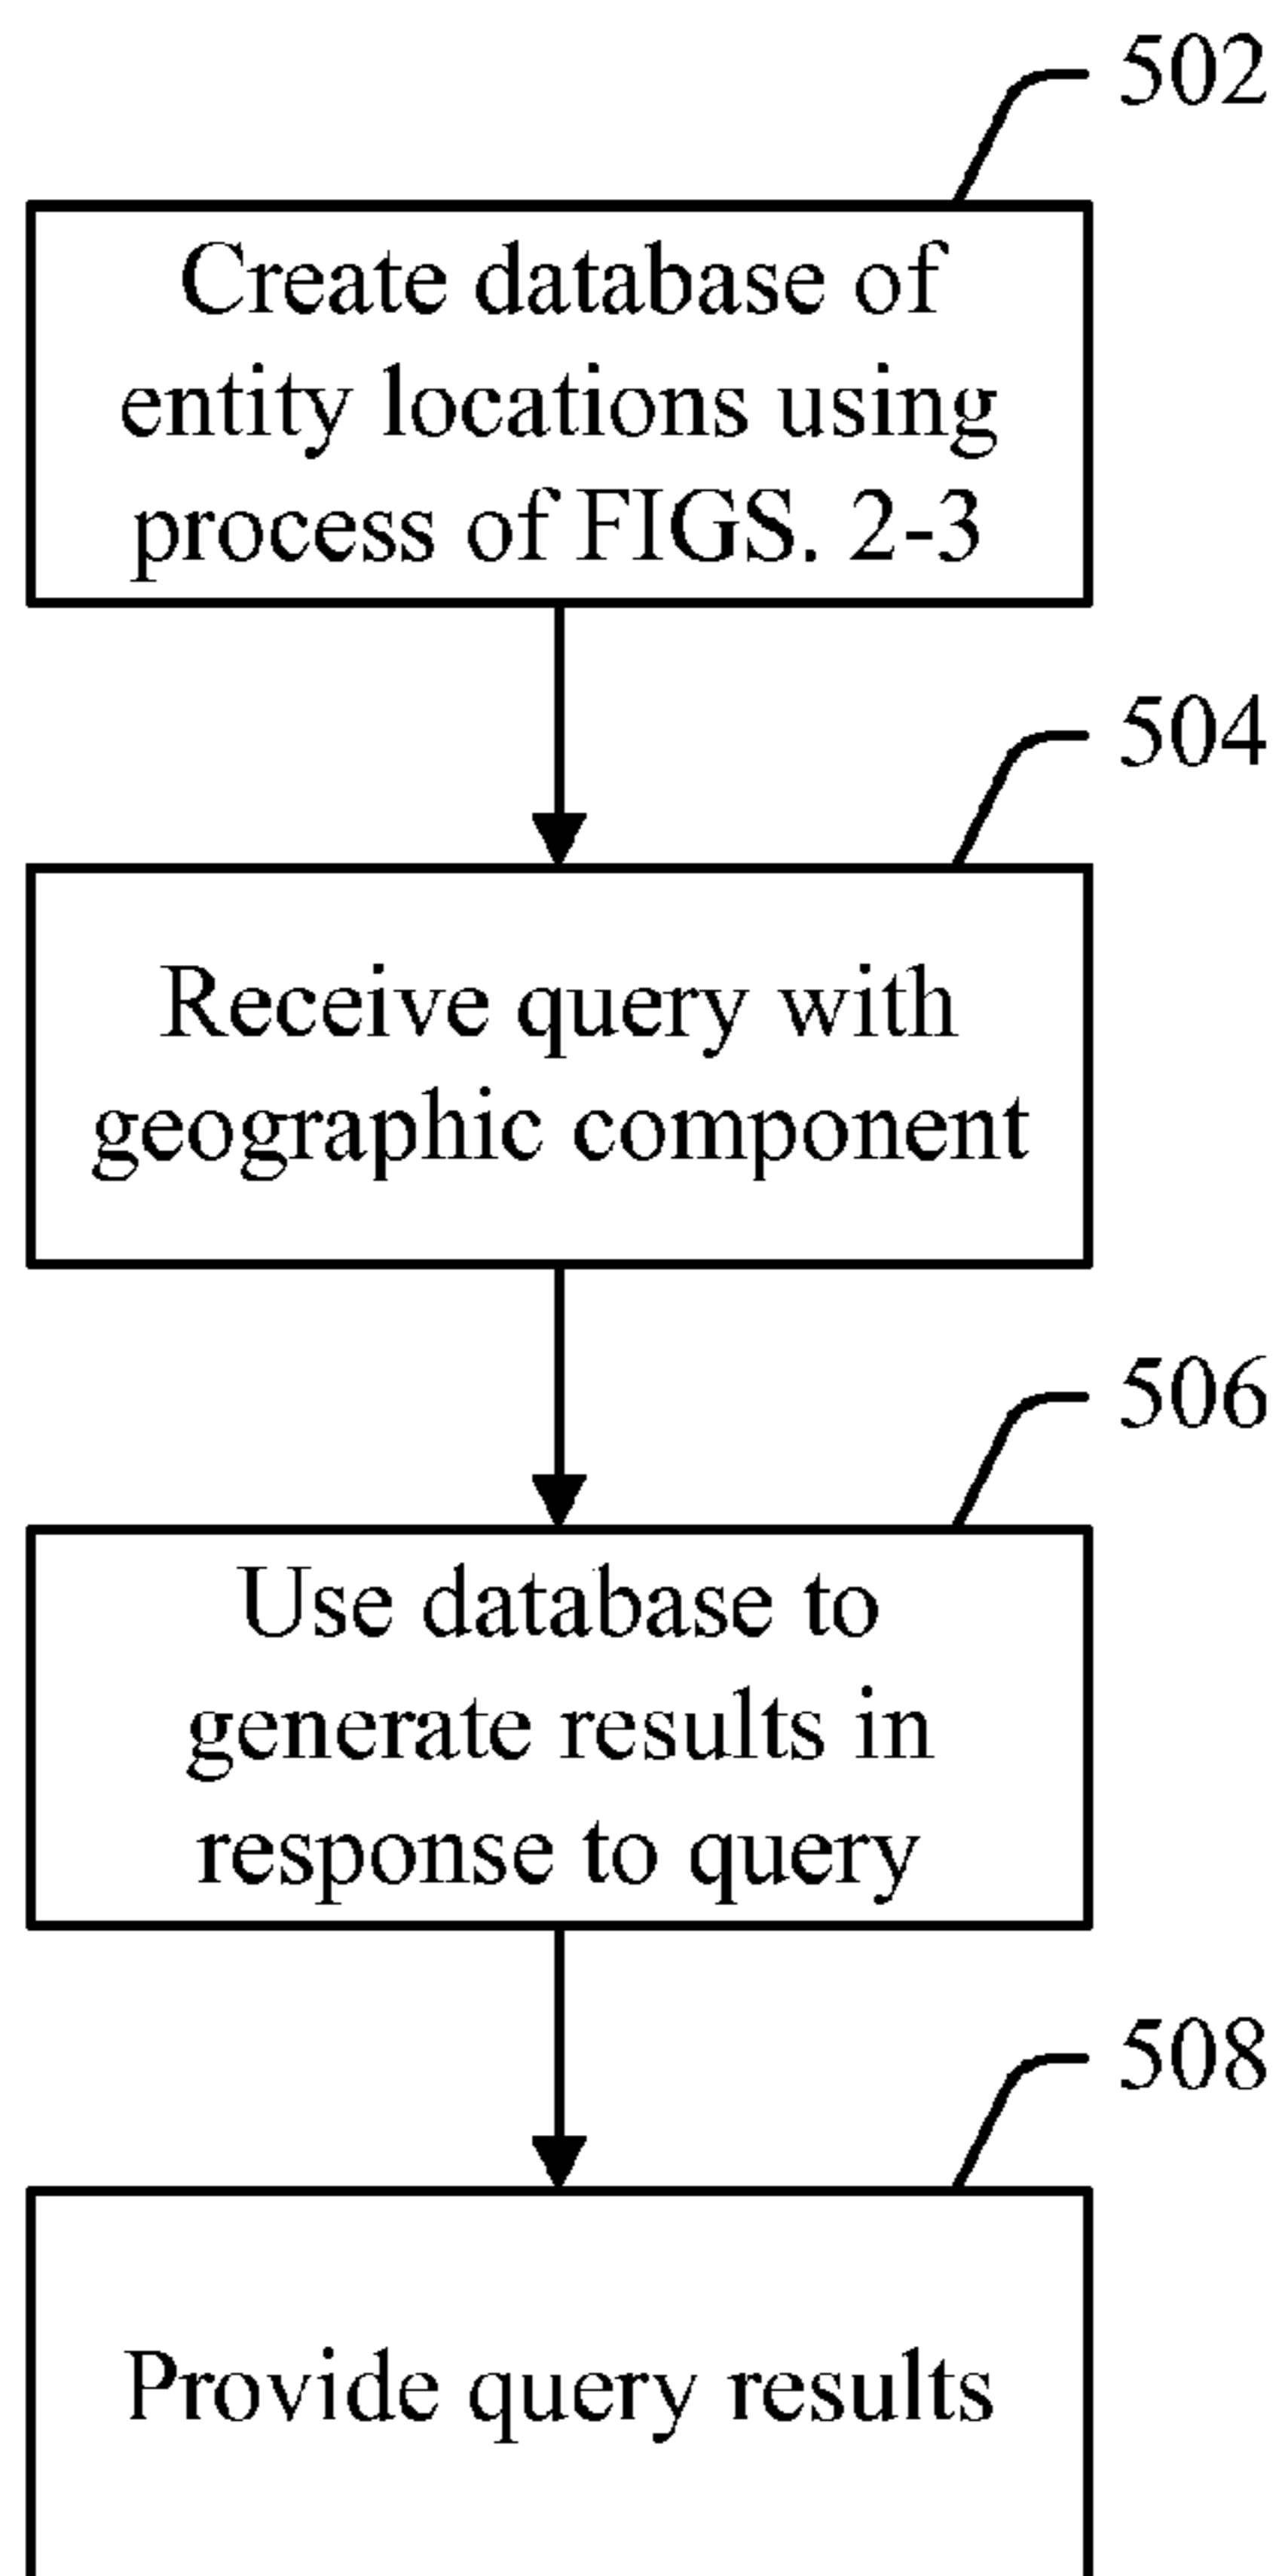 502
Create database of
entity locations using
process of FIGS. 2-3
504
Receive query with
geographic component
506
Use database to
generate results in
response to query
508
Provide query results